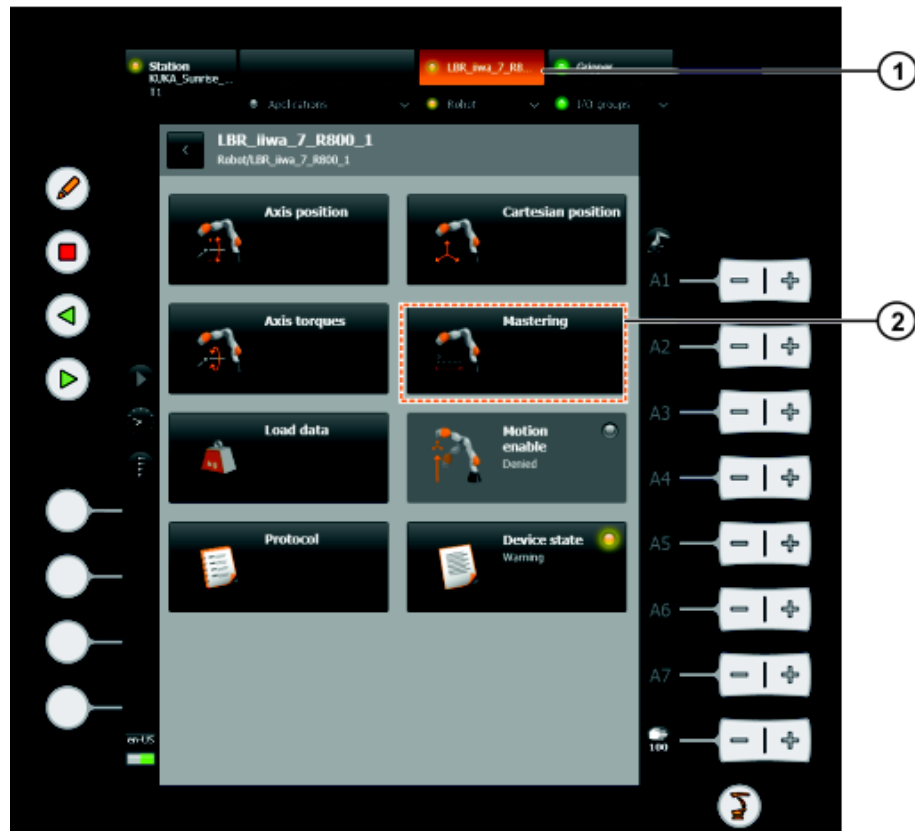 Station
KUKA_Sunrise_...
T1
LBR_iiwa_7_R8...
Gripper
Applications
Robot
I/O groups
1
LBR_iiwa_7_R800_1
Robot/LBR_iiwa_7_R800_1
Axis position
Cartesian position
A1
Axis torques
Mastering
2
A2
A3
Load data
Motion
enable
Denied
A4
Protocol
Device state
Warning
A5
A6
A7
en-US
100